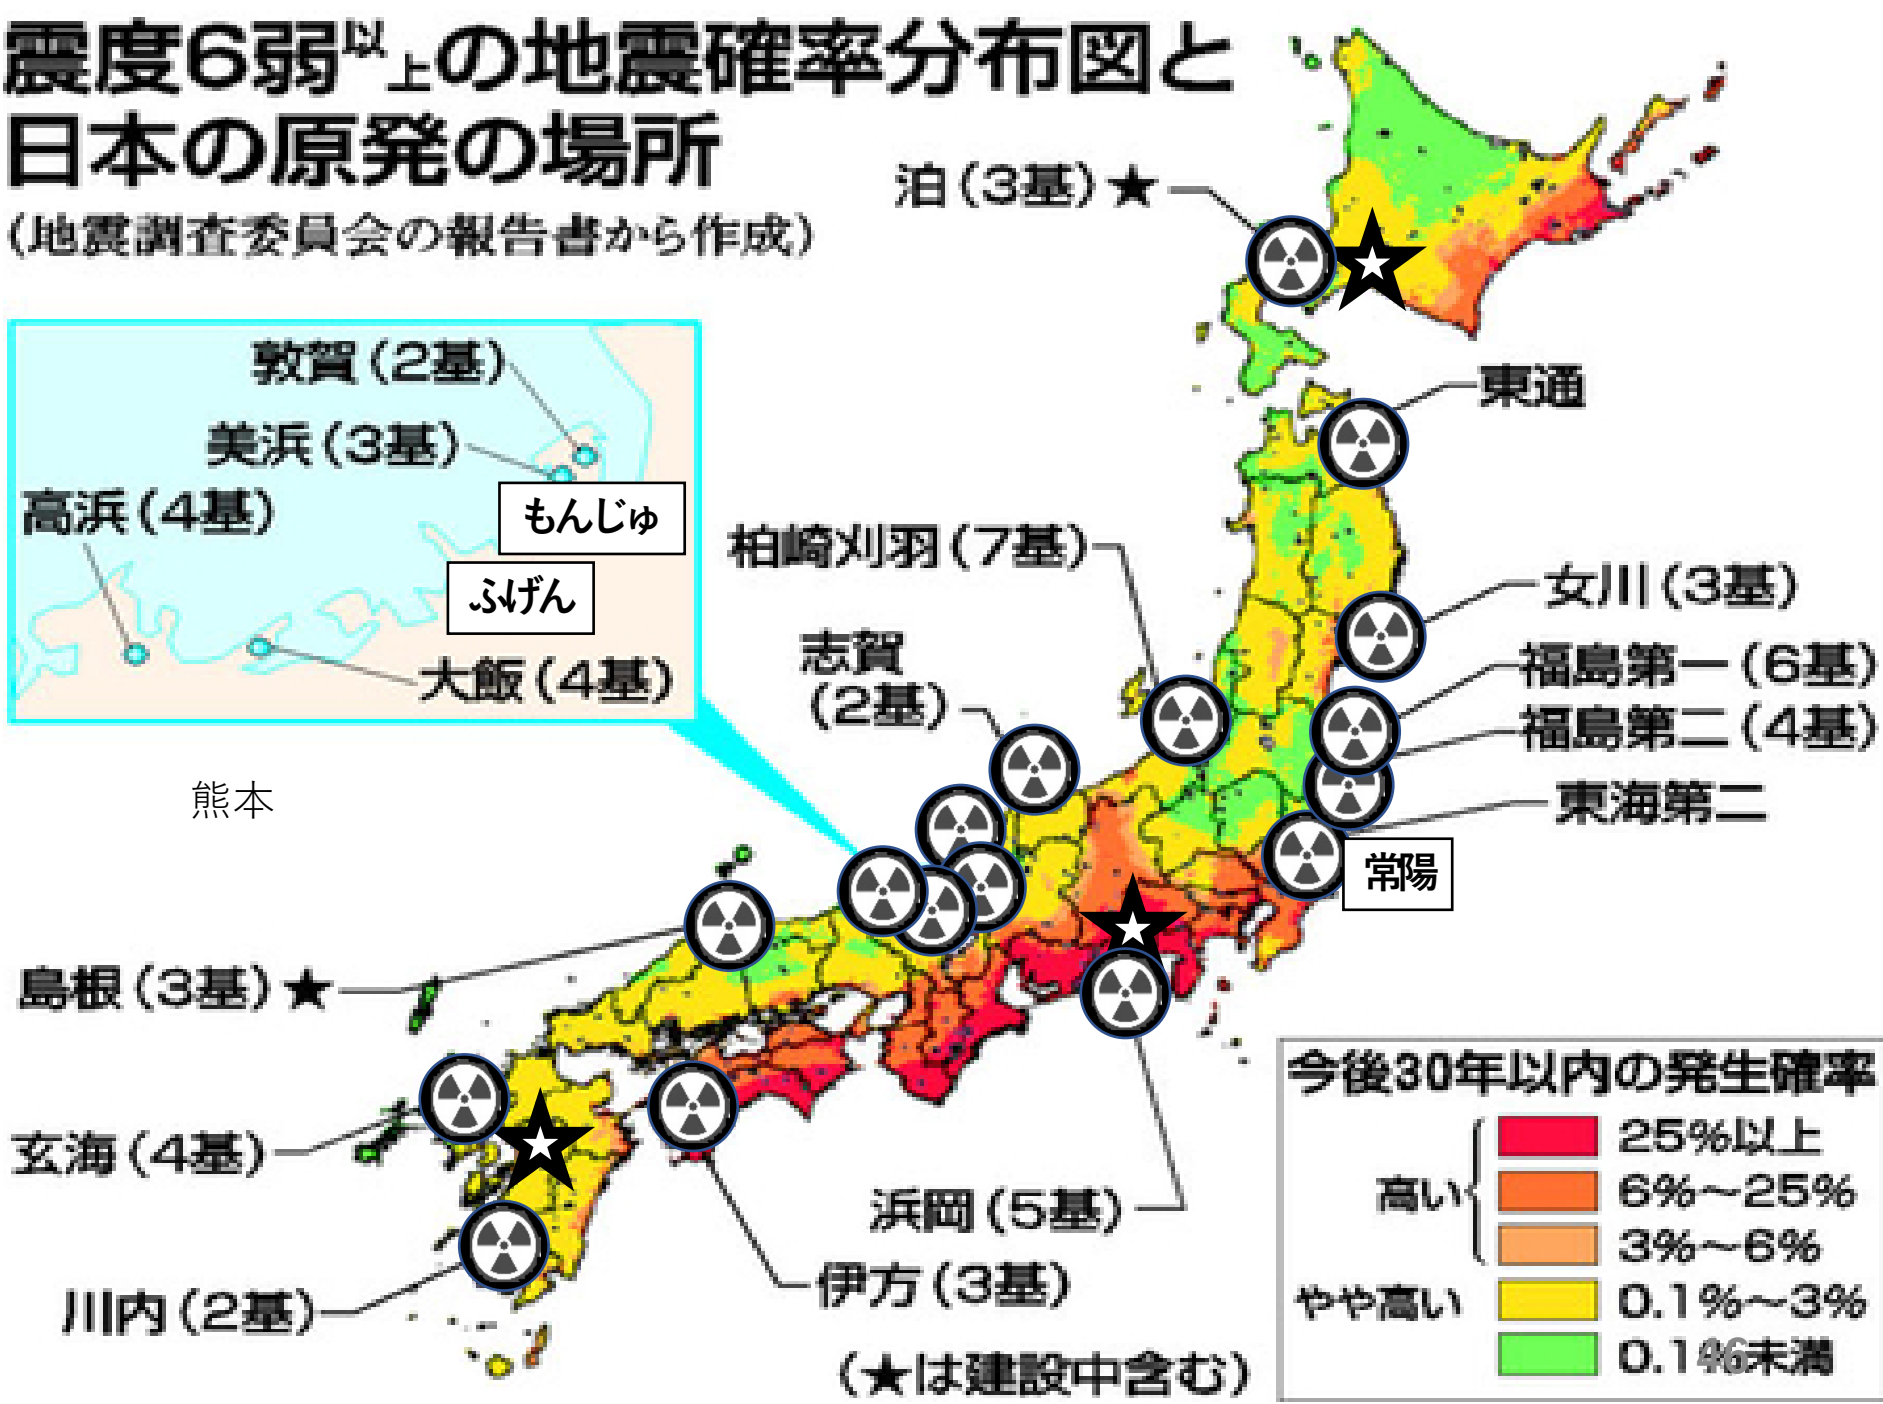 震度6弱以上の地震確率分布図と
日本の原発の場所
（地震調査委員会の報告書から作成）
泊（3基）★
敦賀（2基）
美浜（3基）
高浜（4基）
もんじゅ
ふげん
大飯（4基）
東通
柏崎刈羽（7基）
女川（3基）
志賀
（2基）
福島第一（6基）
福島第二（4基）
東海第二
常陽
熊本
島根（3基）★
玄海（4基）
川内（2基）
浜岡（5基）
伊方（3基）
（★は建設中含む）
今後30年以内の発生確率
高い
25%以上
6%～25%
3%～6%
やや高い
0.1%～3%
0.1%未満
46